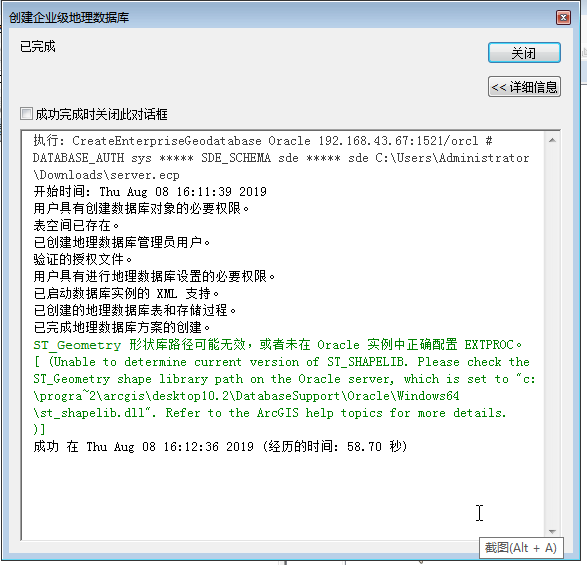 创建企业级地理数据库
已完成
关闭
<< 详细信息
成功完成时关闭此对话框
执行: CreateEnterpriseGeodatabase Oracle 192.168.43.67:1521/orcl #
DATABASE_AUTH sys ***** SDE_SCHEMA sde ***** sde C:\Users\Administrator
\Downloads\server.ecp
开始时间: Thu Aug 08 16:11:39 2019
用户具有创建数据库对象的必要权限。
表空间已存在。
已创建地理数据库管理员用户。
验证的授权文件。
用户具有进行地理数据库设置的必要权限。
已启动数据库实例的 XML 支持。
已创建的地理数据库表和存储过程。
已完成地理数据库方案的创建。
ST_Geometry 形状库路径可能无效，或者未在 Oracle 实例中正确配置 EXTPROC。
[ (Unable to determine current version of ST_SHAPELIB. Please check the
ST_Geometry shape library path on the Oracle server, which is set to "c:
\progra~2\arcgis\desktop10.2\DatabaseSupport\Oracle\Windows64
\st_shapelib.dll". Refer to the ArcGIS help topics for more details.
)]
成功 在 Thu Aug 08 16:12:36 2019 (经历的时间: 58.70 秒)
截图(Alt + A)